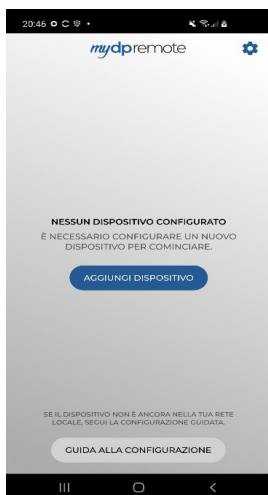 20:46
mydpremote
NESSUN DISPOSITIVO CONFIGURATO
È NECESSARIO CONFIGURARE UN NUOVO
DISPOSITIVO PER COMINCIARE.
AGGIUNGI DISPOSITIVO
SE IL DISPOSITIVO NON È ANCORA NELLA TUA RETE
LOCALE, SEGUI LA CONFIGURAZIONE GUIDATA.
GUIDA ALLA CONFIGURAZIONE